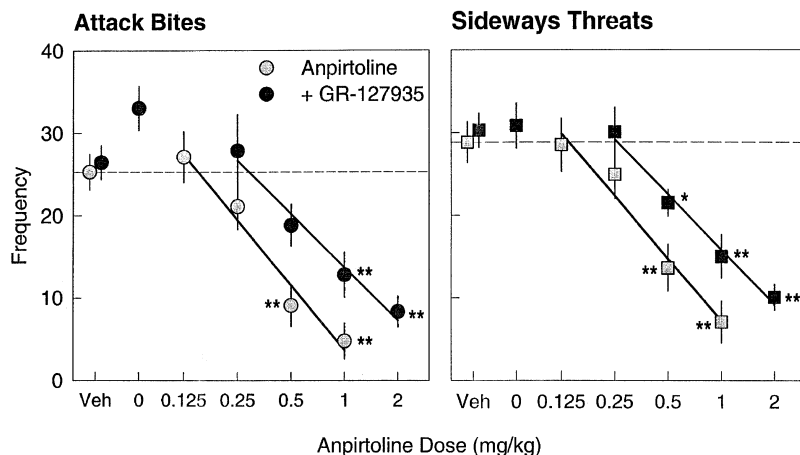 Attack Bites
Sideways Threats
40
30
20
10
0
Frequency
Anpirtoline
+ GR-127935
**
**
**
**
*
**
**
**
**
Veh 0 0.125 0.25 0.5 1 2
Veh 0 0.125 0.25 0.5 1 2
Anpirtoline Dose (mg/kg)